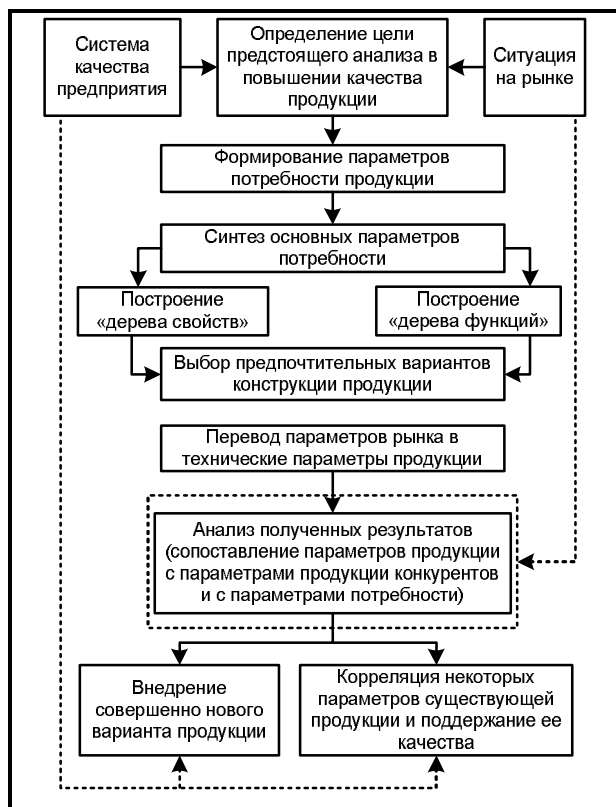 Система
качества
предприятия
Определение цели
предстоящего анализа в
повышении качества
продукции
Ситуация
на рынке
Формирование параметров
потребности продукции
Синтез основных параметров
потребности
Построение
«дерева свойств»
Построение
«дерева функций»
Выбор предпочтительных вариантов
конструкции продукции
Перевод параметров рынка в
технические параметры продукции
Анализ полученных результатов
(сопоставление параметров продукции
с параметрами продукции конкурентов
и с параметрами потребности)
Внедрение
совершенно нового
варианта продукции
Корреляция некоторых
параметров существующей
продукции и поддержание ее
качества